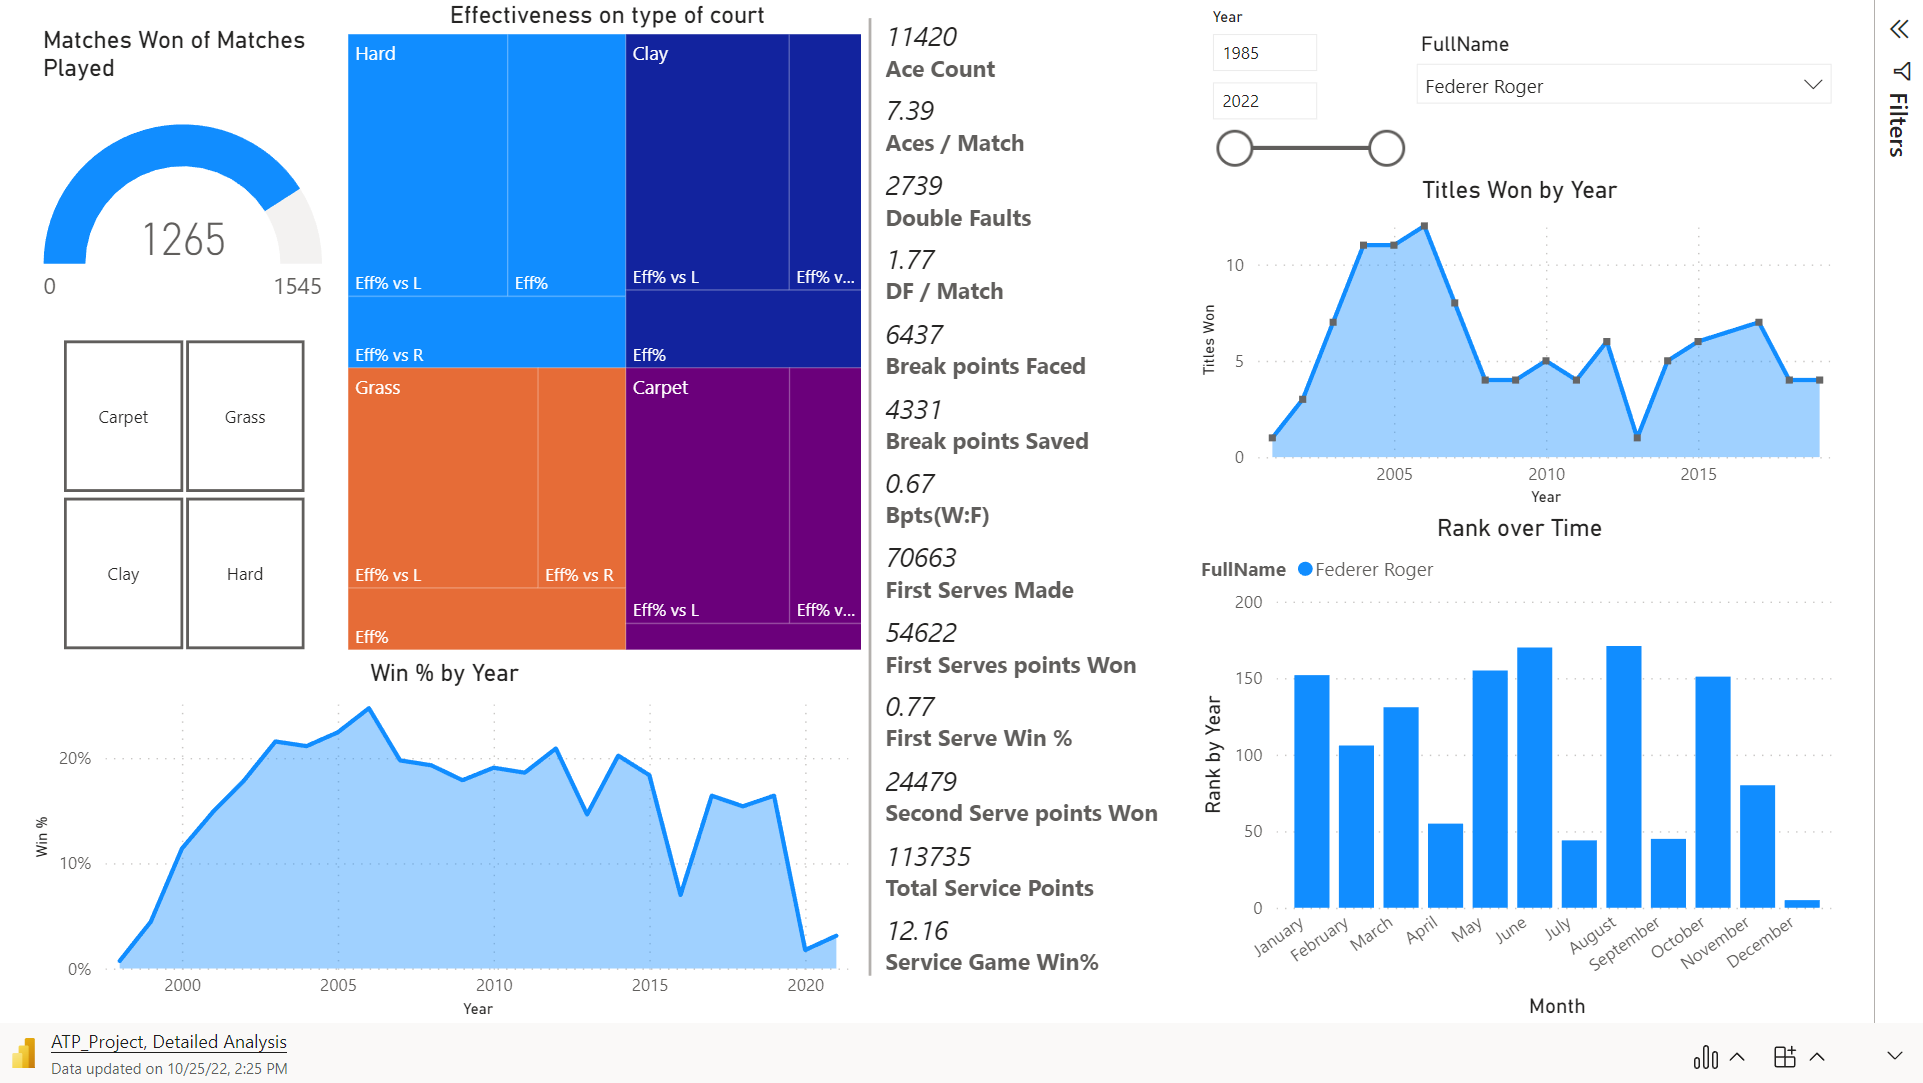 Matches Won of Matches
Played
1265
0
1545
Carpet
Grass
Clay
Hard
Effectiveness on type of court
Hard
Eff% vs L
Eff%
Eff% vs R
Clay
Eff% vs L
Eff% v...
Eff%
Grass
Eff% vs L
Eff% vs R
Eff%
Carpet
Eff% vs L
Eff% v...
Win % by Year
Win %
20%
10%
0%
2000
2005
2010
2015
2020
Year
11420
Ace Count
7.39
Aces / Match
2739
Double Faults
1.77
DF / Match
6437
Break points Faced
4331
Break points Saved
0.67
Bpts(W:F)
70663
First Serves Made
54622
First Serves points Won
0.77
First Serve Win %
24479
Second Serve points Won
113735
Total Service Points
12.16
Service Game Win%
Year
1985
2022
FullName
Federer Roger
Titles Won by Year
Titles Won
10
5
0
2005
2010
2015
Year
Rank over Time
FullName
Federer Roger
Rank by Year
200
150
100
50
0
January
February
March
April
May
June
July
August
September
October
November
December
Month
Filters
ATP_Project, Detailed Analysis
Data updated on 10/25/22, 2:25 PM